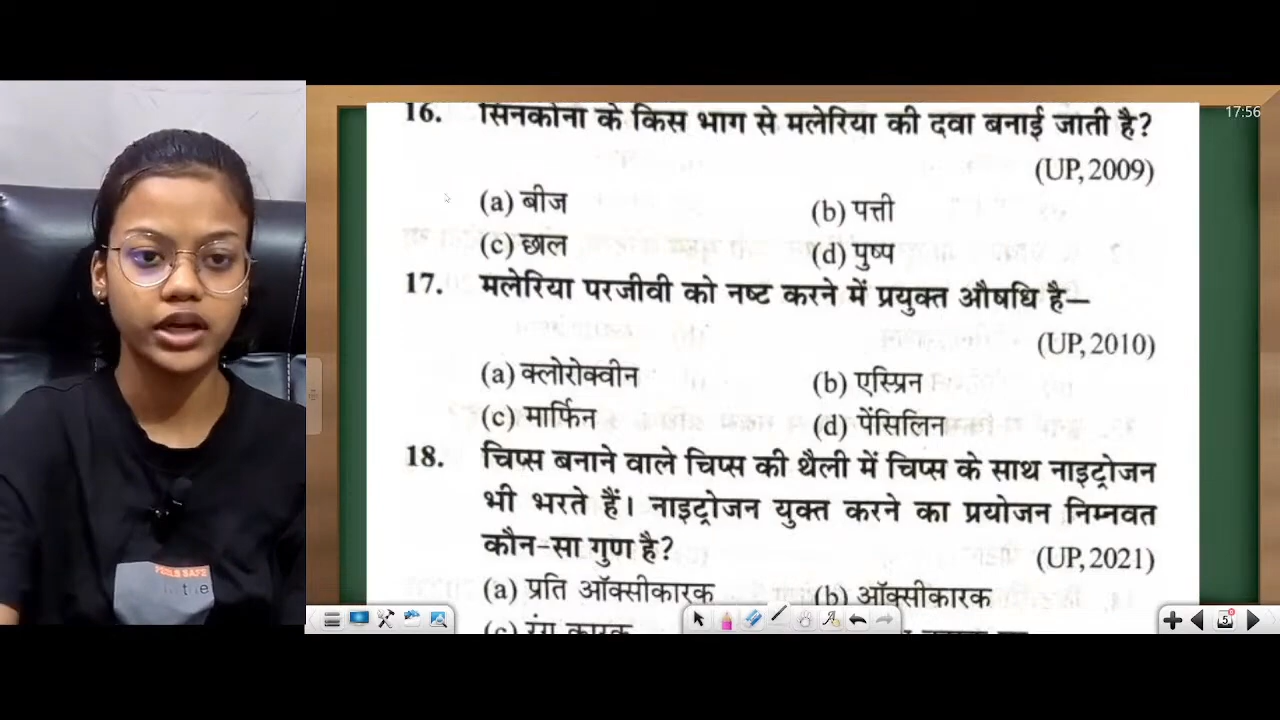 17:56
16. सिनकोना के किस भाग से मलेरिया की दवा बनाई जाती है?
(UP, 2009)
(a) बीज (b) पत्ती
(c) छाल (d) पुष्प
17. मलेरिया परजीवी को नष्ट करने में प्रयुक्त औषधि है—
(UP, 2010)
(a) क्लोरोक्वीन (b) एस्प्रिन
(c) मार्फिन (d) पेंसिलिन
18. चिप्स बनाने वाले चिप्स की थैली में चिप्स के साथ नाइट्रोजन
भी भरते हैं। नाइट्रोजन युक्त करने का प्रयोजन निम्नवत
कौन-सा गुण है?
(UP, 2021)
(a) प्रति ऑक्सीकारक (b) ऑक्सीकारक
(c) रंग कारक
5